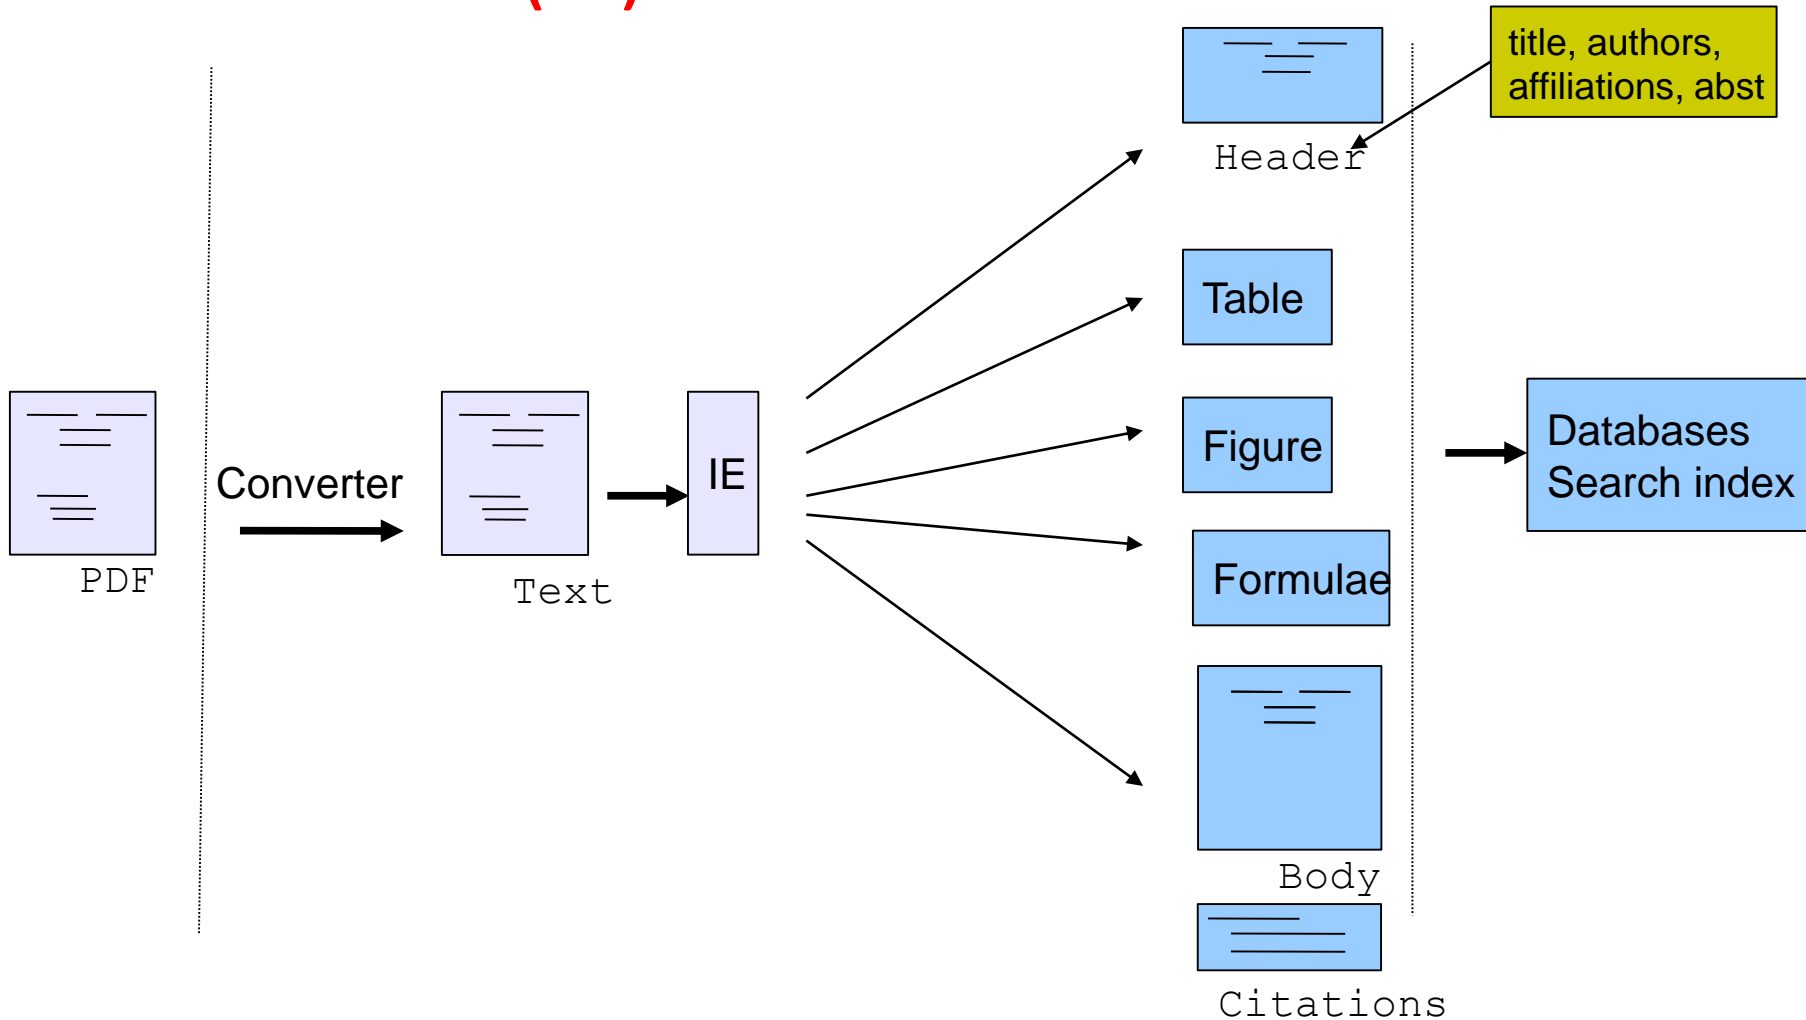 title, authors,
affiliations, abst
Header
Table
Figure
Formulae
Body
Citations
PDF
Converter
Text
IE
Databases
Search index